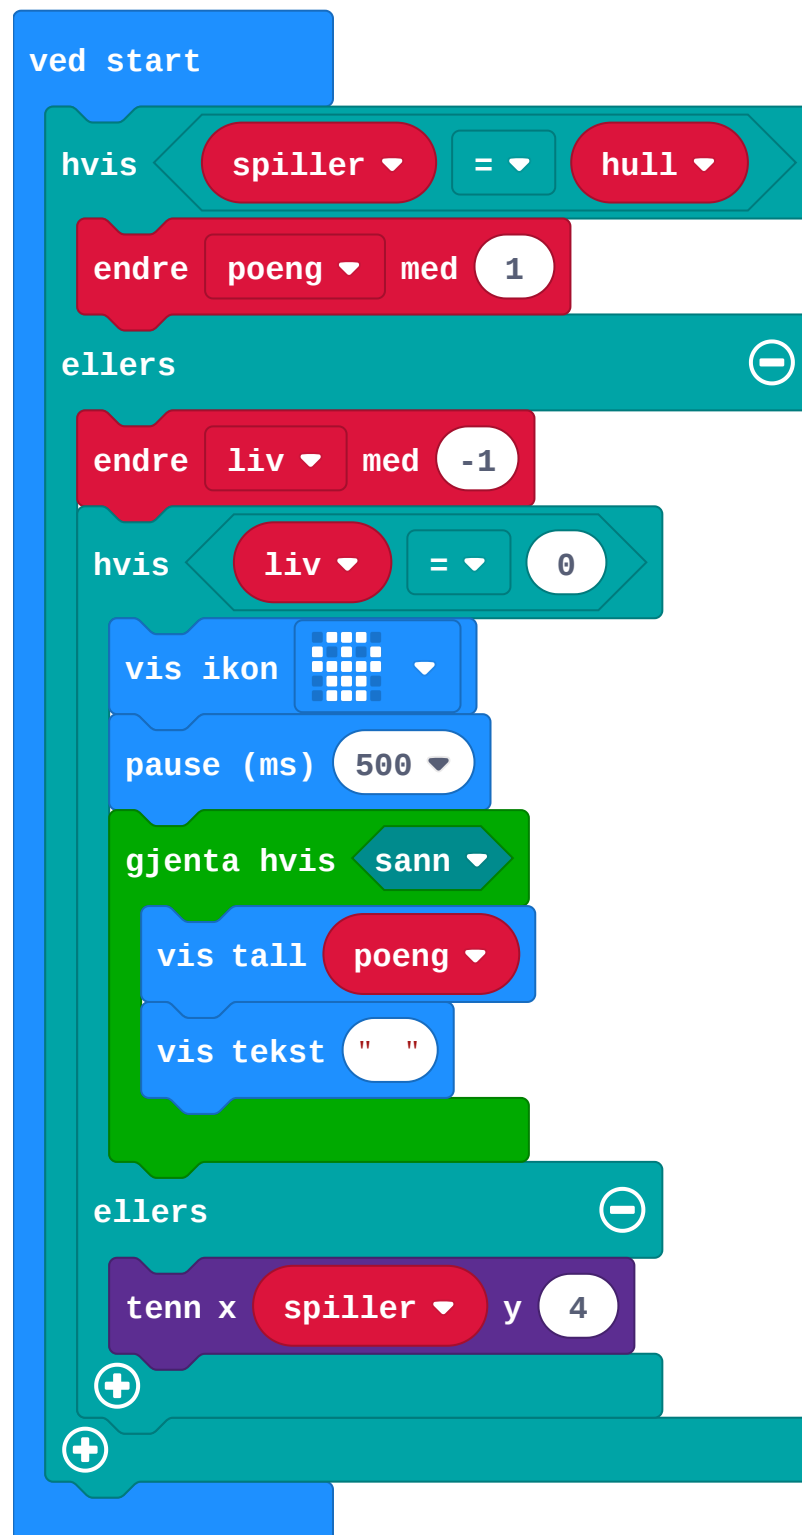 ved start
hvis spiller = hull
endre poeng med 1
ellers
endre liv med -1
hvis liv = 0
vis ikon
pause (ms) 500
gjenta hvis sann
vis tall poeng
vis tekst " "
ellers
tenn x spiller y 4